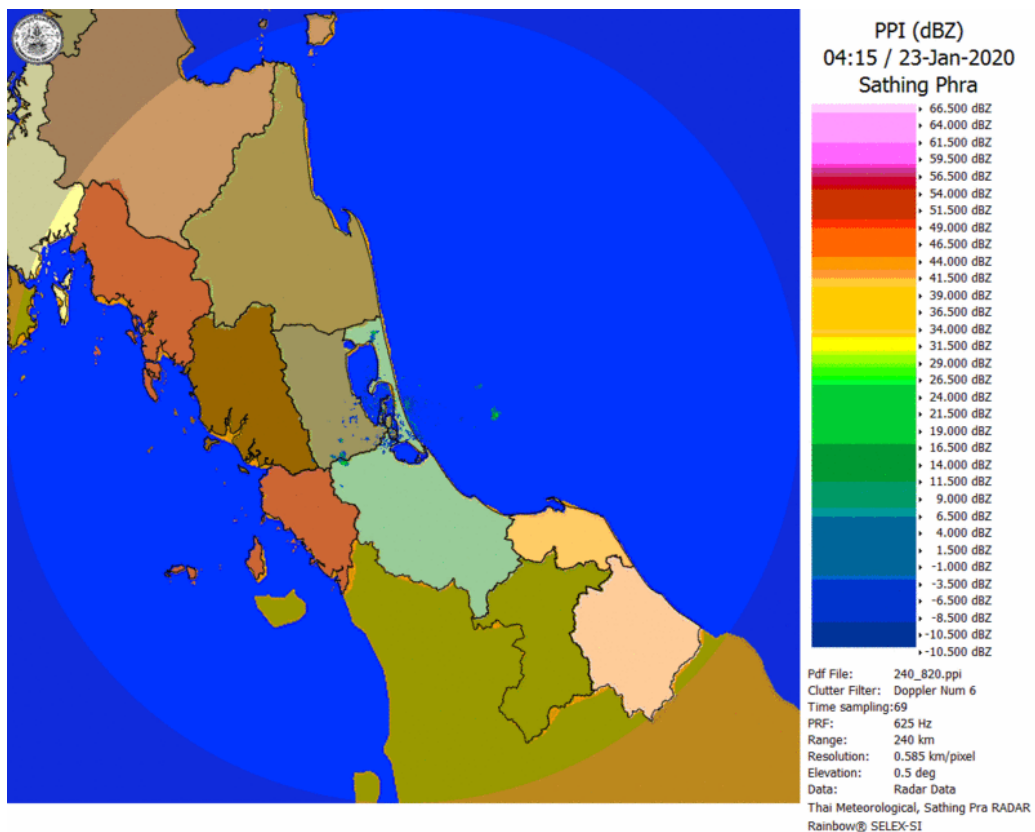 PPI (dBZ)
04:15 / 23-Jan-2020
Sathing Phra
66.500 dBZ
64.000 dBZ
61.500 dBZ
59.500 dBZ
56.500 dBZ
54.000 dBZ
51.500 dBZ
49.000 dBZ
46.500 dBZ
44.000 dBZ
41.500 dBZ
39.000 dBZ
36.500 dBZ
34.000 dBZ
31.500 dBZ
29.000 dBZ
26.500 dBZ
24.000 dBZ
21.500 dBZ
19.000 dBZ
16.500 dBZ
14.000 dBZ
11.500 dBZ
9.000 dBZ
6.500 dBZ
4.000 dBZ
1.500 dBZ
-1.000 dBZ
-3.500 dBZ
-6.500 dBZ
-8.500 dBZ
-10.500 dBZ
-10.500 dBZ
Pdf File: 240_820.ppi
Clutter Filter: Doppler Num 6
Time sampling:69
PRF: 625 Hz
Range: 240 km
Resolution: 0.585 km/pixel
Elevation: 0.5 deg
Data: Radar Data
Thai Meteorological, Sathing Pra RADAR
Rainbow® SELEX-SI